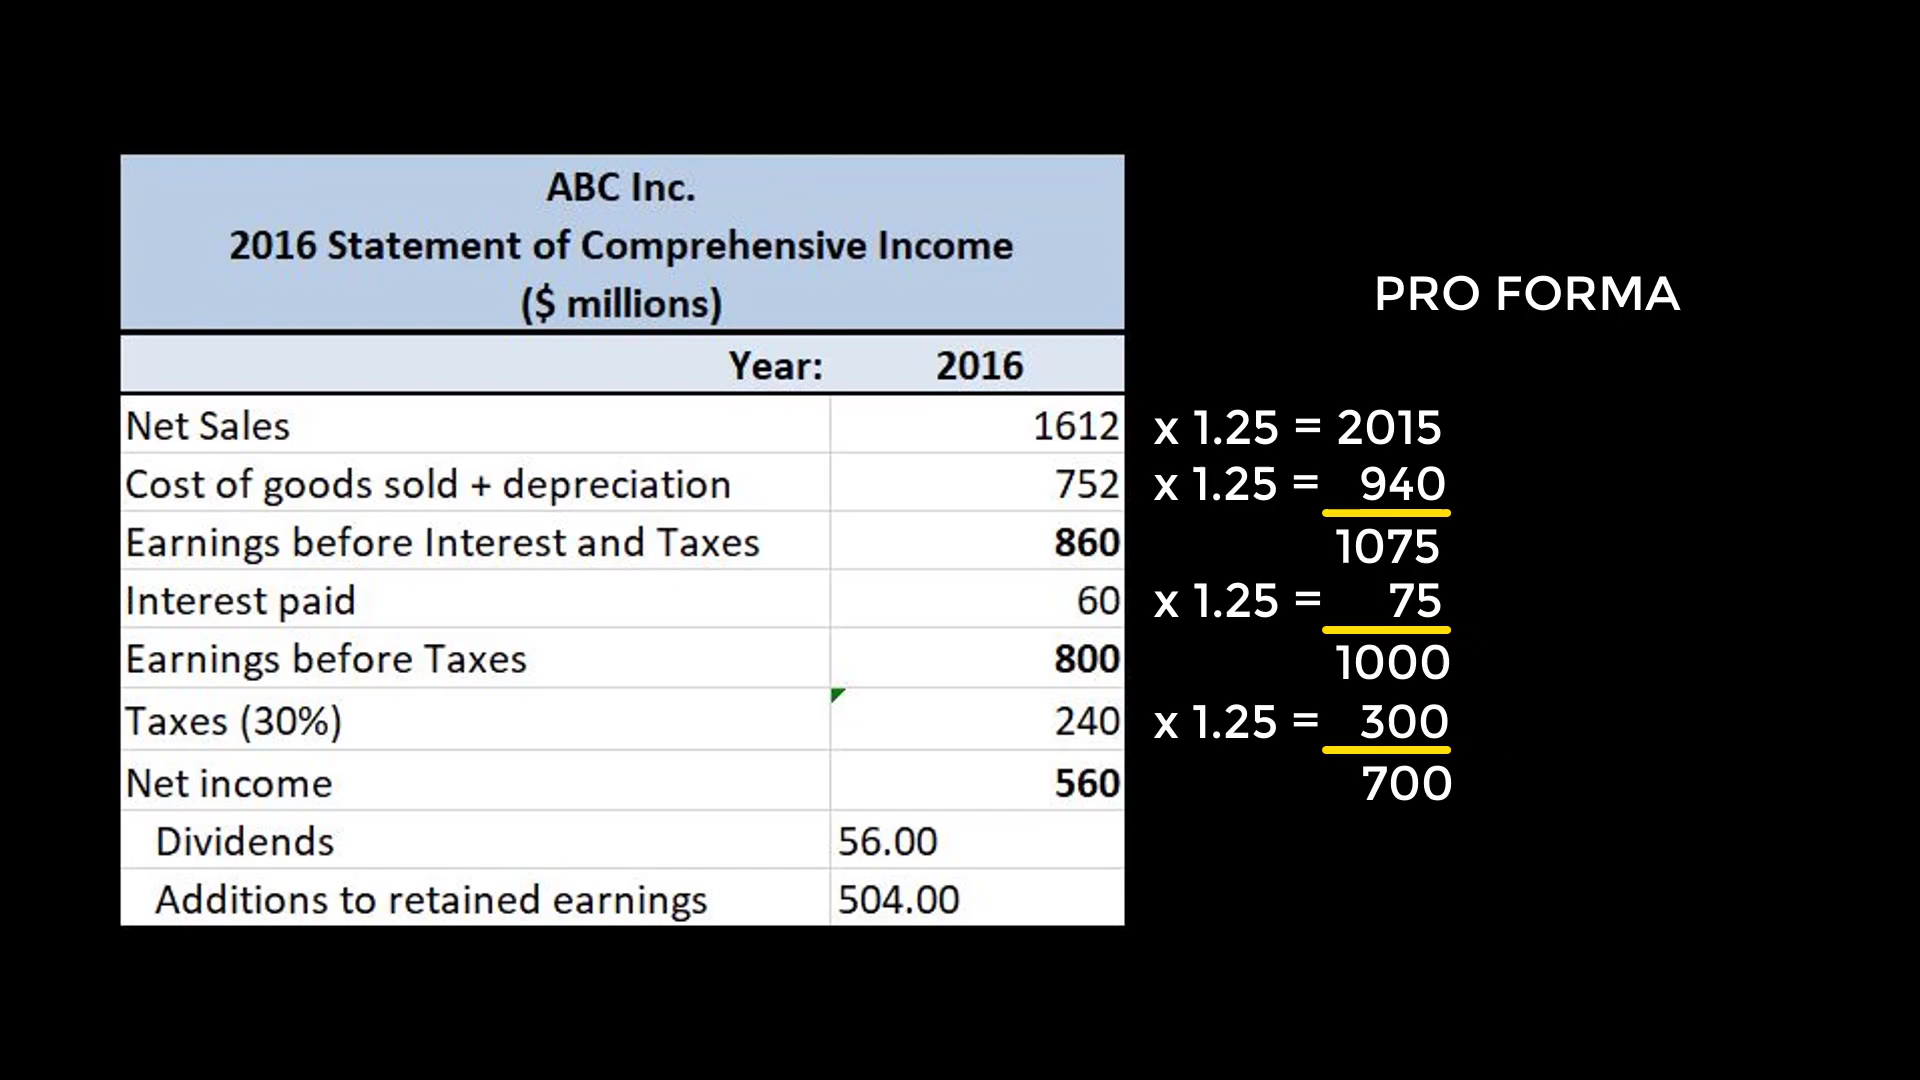 ABC Inc.
2016 Statement of Comprehensive Income
($ millions)
PRO FORMA
Year: 2016
Net Sales 1612 x 1.25 = 2015
Cost of goods sold + depreciation 752 x 1.25 = 940
Earnings before Interest and Taxes 860 1075
Interest paid 60 x 1.25 = 75
Earnings before Taxes 800 1000
Taxes (30%) 240 x 1.25 = 300
Net income 560 700
Dividends 56.00
Additions to retained earnings 504.00